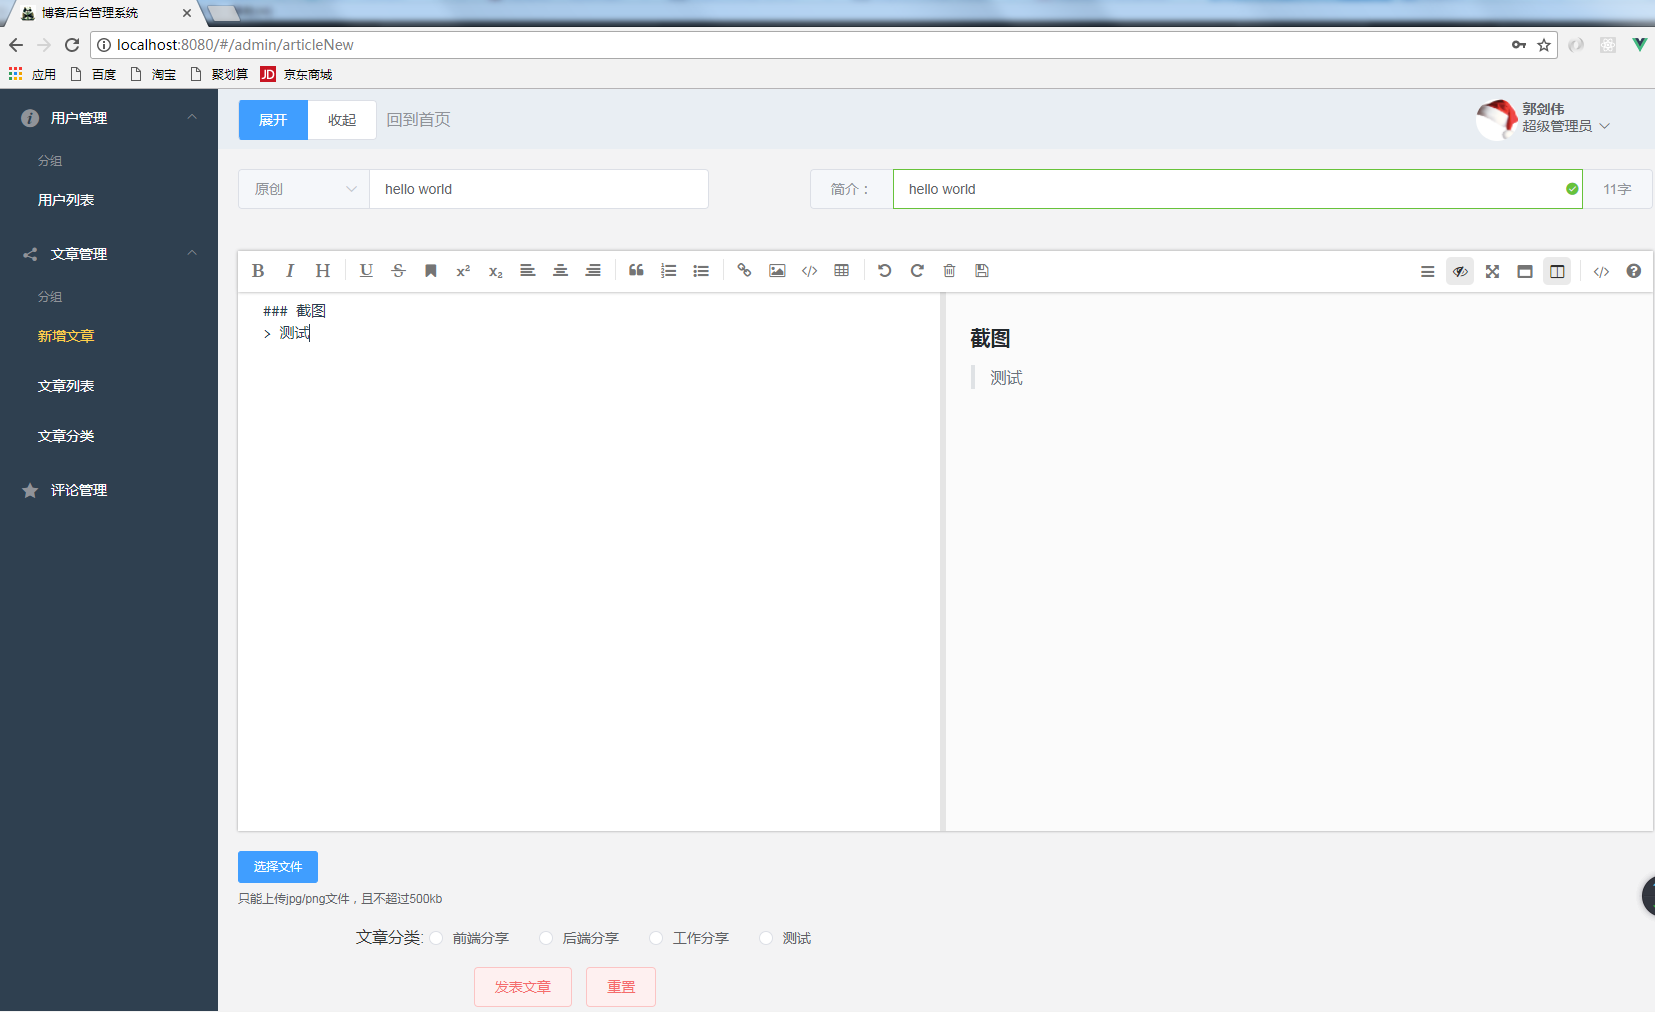 博客后台管理系统
localhost:8080/#/admin/articleNew
应用 百度 淘宝 聚划算 JD 京东商城
用户管理
分组
用户列表
文章管理
分组
新增文章
文章列表
文章分类
评论管理
展开 收起 回到首页
郭剑伟
超级管理员
原创 hello world 简介： hello world 11字
### 截图
> 测试
截图
测试
选择文件
只能上传jpg/png文件，且不超过500kb
文章分类: 前端分享 后端分享 工作分享 测试
发表文章 重置